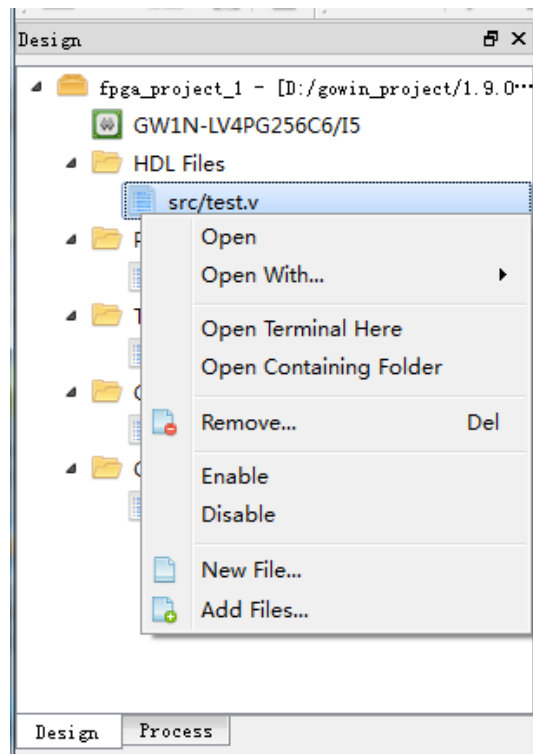 Design
fpga_project_1 - [D:/gowin_project/1.9.0...
GW1N-LV4PG256C6/I5
HDL Files
src/test.v
Open
Open With...
Open Terminal Here
Open Containing Folder
Remove... Del
Enable
Disable
New File...
Add Files...
Design Process